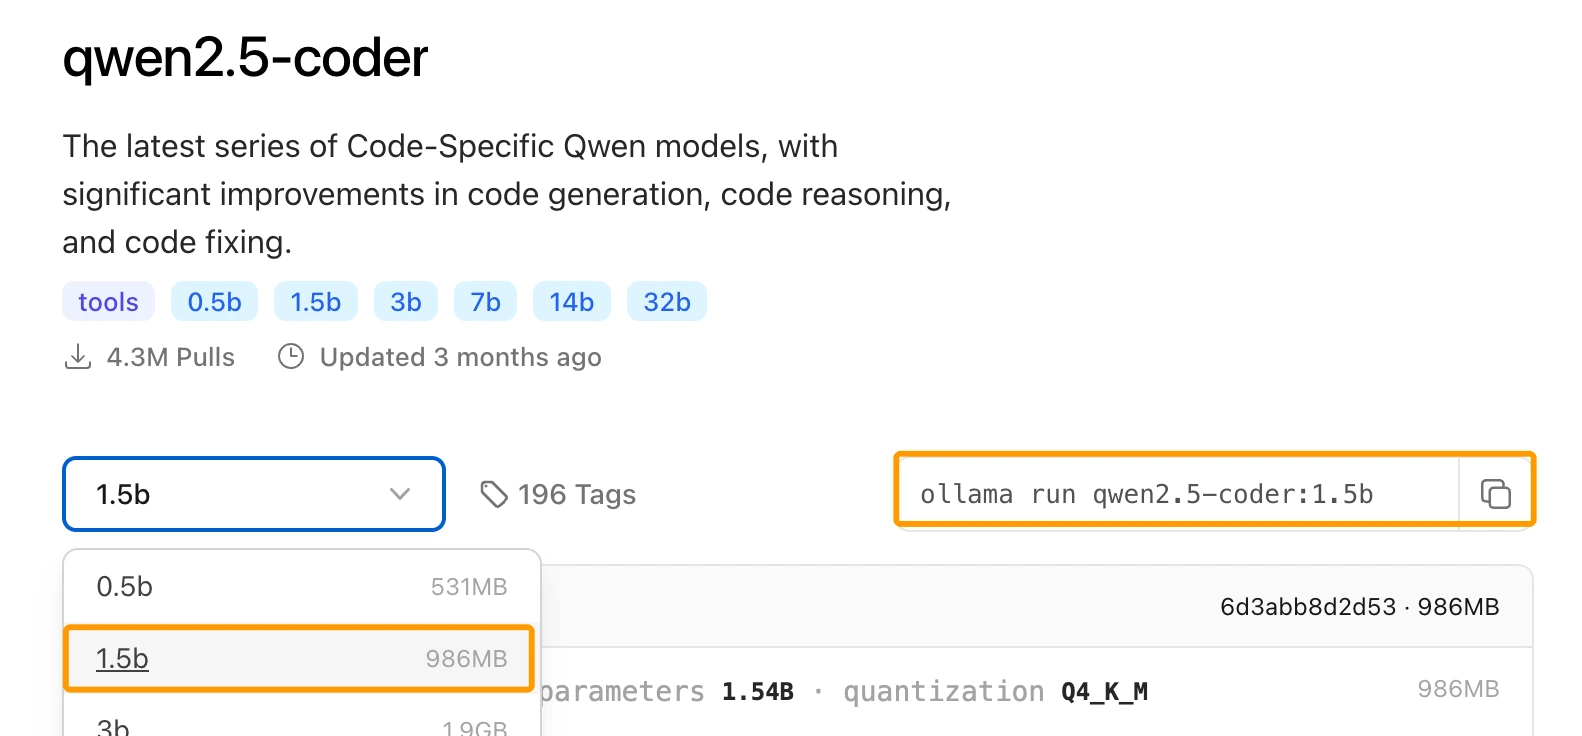 qwen2.5-coder
The latest series of Code-Specific Qwen models, with
significant improvements in code generation, code reasoning,
and code fixing.
tools 0.5b 1.5b 3b 7b 14b 32b
4.3M Pulls Updated 3 months ago
1.5b 196 Tags ollama run qwen2.5-coder:1.5b
0.5b 531MB
6d3abb8d2d53 · 986MB
1.5b 986MB
parameters 1.54B · quantization Q4_K_M 986MB
3b 1.9GB